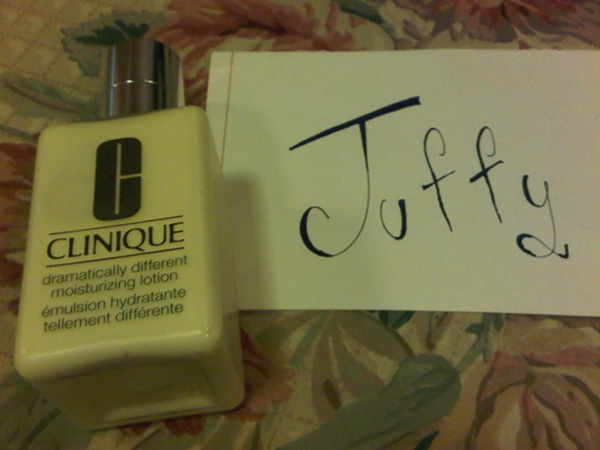 CLINIQUE
dramatically different
moisturizing lotion
émulsion hydratante
tellement différente
Juffy